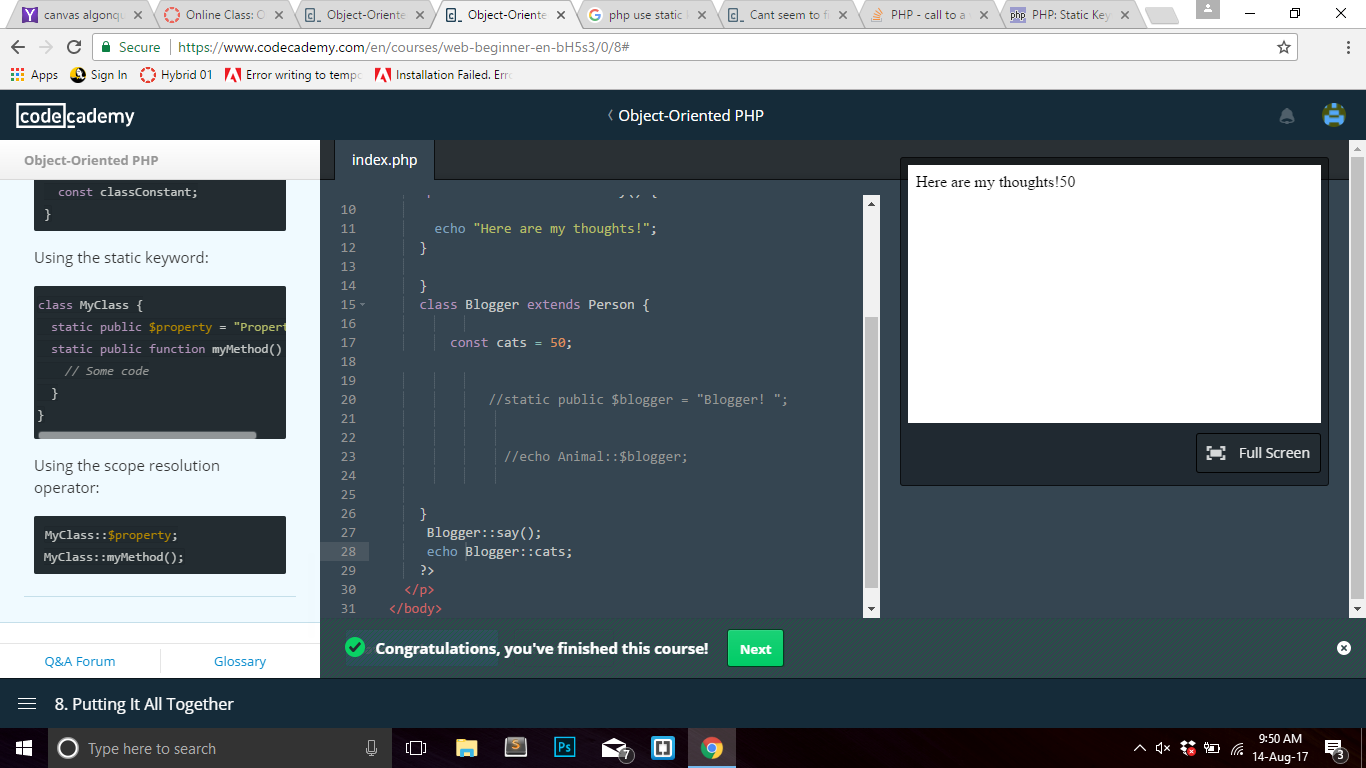 canvas algonqu
Online Class: O
Object-Oriente
Object-Oriente
php use static
Cant seem to f
PHP - call to a
PHP: Static Key
Secure https://www.codecademy.com/en/courses/web-beginner-en-bH5s3/0/8#
Apps Sign In Hybrid 01 Error writing to tempo Installation Failed. Erro
codecademy
Object-Oriented PHP
Object-Oriented PHP
const classConstant;
}
Using the static keyword:
class MyClass {
static public $property = "Propert
static public function myMethod()
// Some code
}
}
Using the scope resolution
operator:
MyClass::$property;
MyClass::myMethod();
Q&A Forum Glossary
index.php
10
11 echo "Here are my thoughts!";
12 }
13
14 }
15 class Blogger extends Person {
16
17 const cats = 50;
18
19
20 //static public $blogger = "Blogger! ";
21
22
23 //echo Animal::$blogger;
24
25
26 }
27 Blogger::say();
28 echo Blogger::cats;
29 ?>
30 </p>
31 </body>
Here are my thoughts!50
Full Screen
Congratulations, you've finished this course! Next
8. Putting It All Together
Type here to search
Ps
7
9:50 AM
14-Aug-17
3